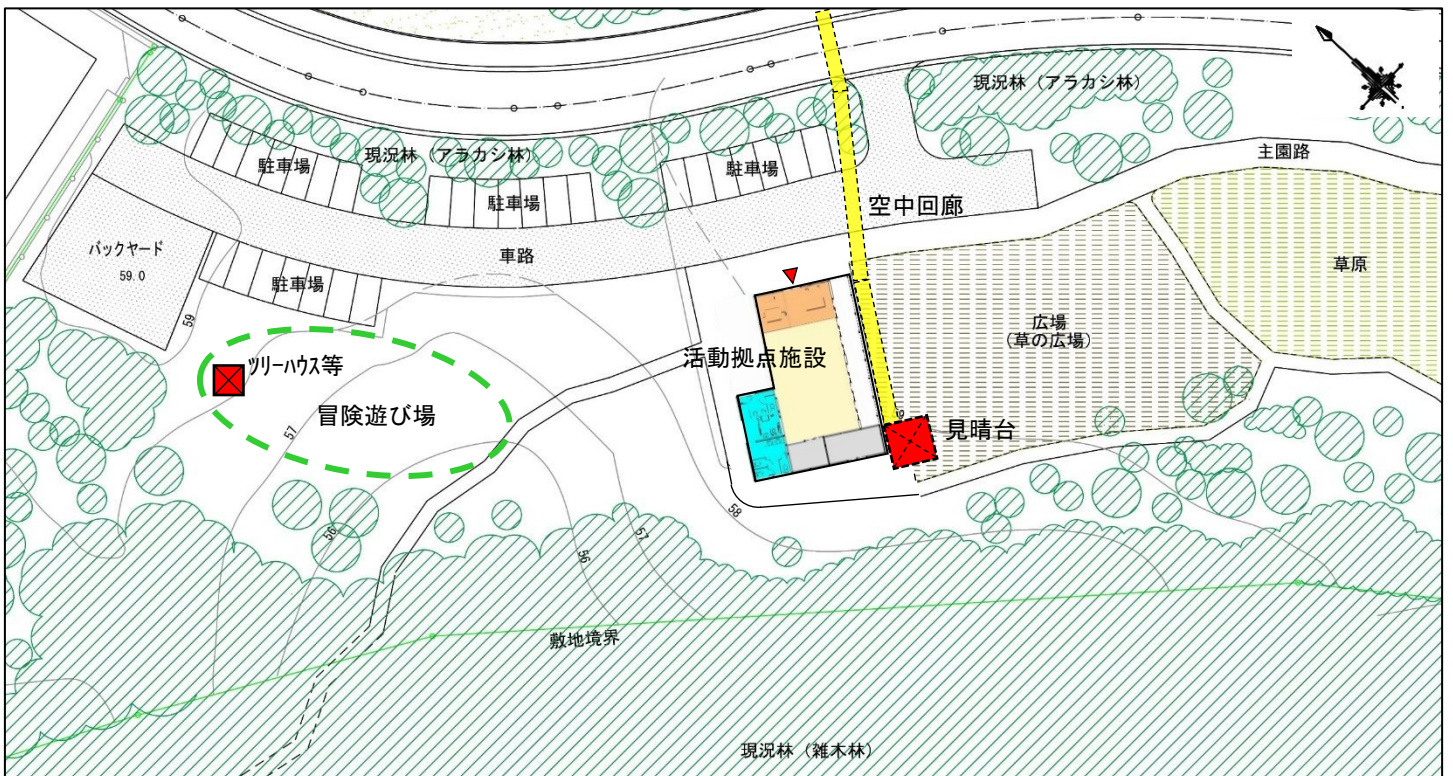 現況林（アラカシ林）
主園路
現況林（アラカシ林）
駐車場
駐車場
駐車場
空中回廊
バックヤード
59.0
車路
草原
駐車場
59
広場
(草の広場)
活動拠点施設
ツリーハウス等
冒険遊び場
57
見晴台
58
56
57
56
敷地境界
現況林（雑木林）